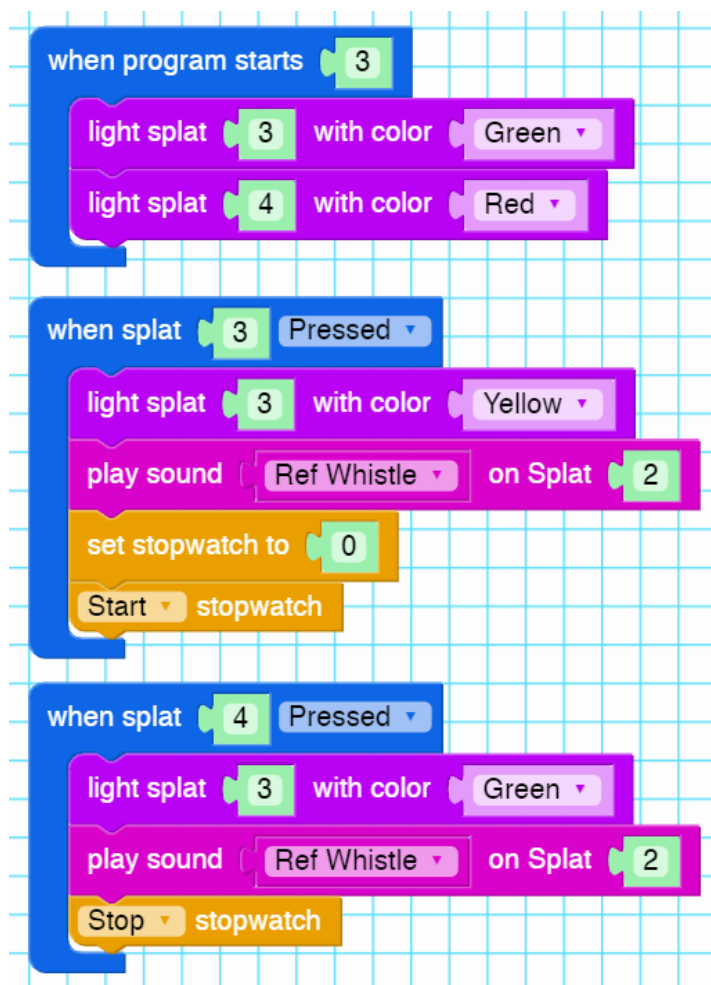 when program starts 3
light splat 3 with color Green
light splat 4 with color Red
when splat 3 Pressed
light splat 3 with color Yellow
play sound Ref Whistle on Splat 2
set stopwatch to 0
Start stopwatch
when splat 4 Pressed
light splat 3 with color Green
play sound Ref Whistle on Splat 2
Stop stopwatch